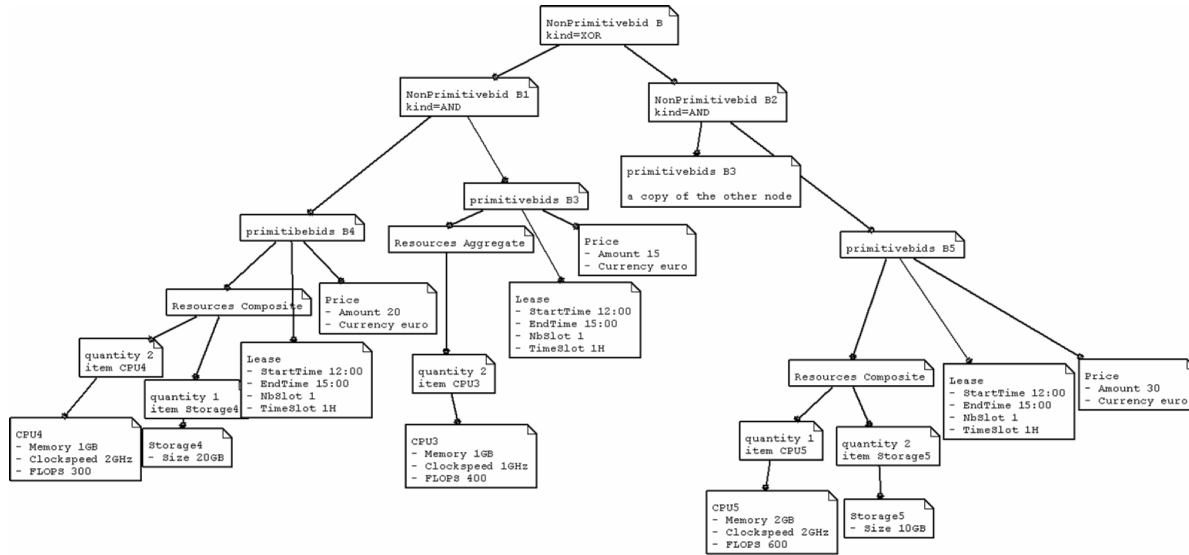 NonPrimitivebid B
kind=XOR
NonPrimitivebid B1
kind=AND
NonPrimitivebid B2
kind=AND
primitivebids B3
a copy of the other node
primitivebids B3
primitibebids B4
Resources Aggregate
Price
- Amount 15
- Currency euro
primitivebids B5
Resources Composite
Price
- Amount 20
- Currency euro
Lease
- StartTime 12:00
- EndTime 15:00
- NbSlot 1
- TimeSlot 1H
quantity 2
item CPU4
quantity 1
item Storage4
Lease
- StartTime 12:00
- EndTime 15:00
- NbSlot 1
- TimeSlot 1H
quantity 2
item CPU3
Resources Composite
Lease
- StartTime 12:00
- EndTime 15:00
- NbSlot 1
- TimeSlot 1H
Price
- Amount 30
- Currency euro
CPU4
- Memory 1GB
- Clockspeed 2GHz
- FLOPS 300
Storage4
- Size 20GB
CPU3
- Memory 1GB
- Clockspeed 1GHz
- FLOPS 400
quantity 1
item CPU5
quantity 2
item Storage5
CPU5
- Memory 2GB
- Clockspeed 2GHz
- FLOPS 600
Storage5
- Size 10GB